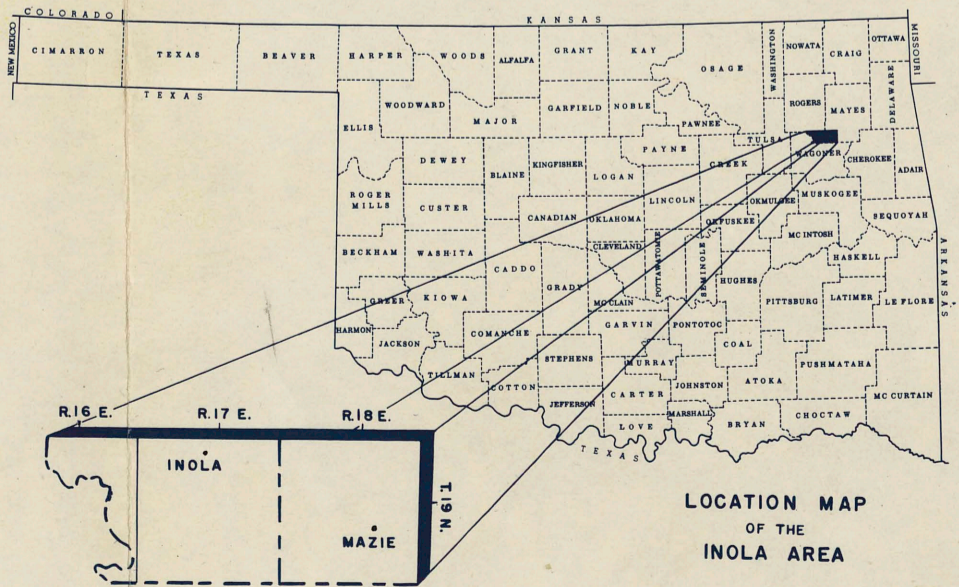 COLORADO
KANSAS
NEW MEXICO
CIMARRON
TEXAS
BEAVER
HARPER
WOODS
ALFALFA
GRANT
KAY
OSAGE
WASHINGTON
NOWATA
CRAIG
OTTAWA
MISSOURI
TEXAS
ELLIS
WOODWARD
MAJOR
GARFIELD
NOBLE
PAWNEE
TULSA
ROGERS
MAYES
DELAWARE
ROGER
MILLS
DEWEY
BLAINE
KINGFISHER
LOGAN
PAYNE
CREEK
WAGONER
CHEROKEE
ADAIR
CUSTER
CANADIAN
OKLAHOMA
LINCOLN
OKFUSKEE
OKMULGEE
MUSKOGEE
SEQUOYAH
BECKHAM
WASHITA
CADDO
GRADY
CLEVELAND
MC CLAIN
POTTAWATOMIE
SEMINOLE
HUGHES
MC INTOSH
HASKELL
ARKANSAS
GREER
KIOWA
COMANCHE
GARVIN
PONTOTOC
PITTSBURG
LATIMER
LE FLORE
HARMON
JACKSON
TILLMAN
COTTON
STEPHENS
JEFFERSON
MURRAY
CARTER
LOVE
JOHNSTON
MARSHALL
COAL
ATOKA
BRYAN
PUSHMATAHA
CHOCTAW
MC CURTAIN
TEXAS
R.16 E.
R.17 E.
R.18 E.
INOLA
MAZIE
T.19 N.
LOCATION MAP
OF THE
INOLA AREA